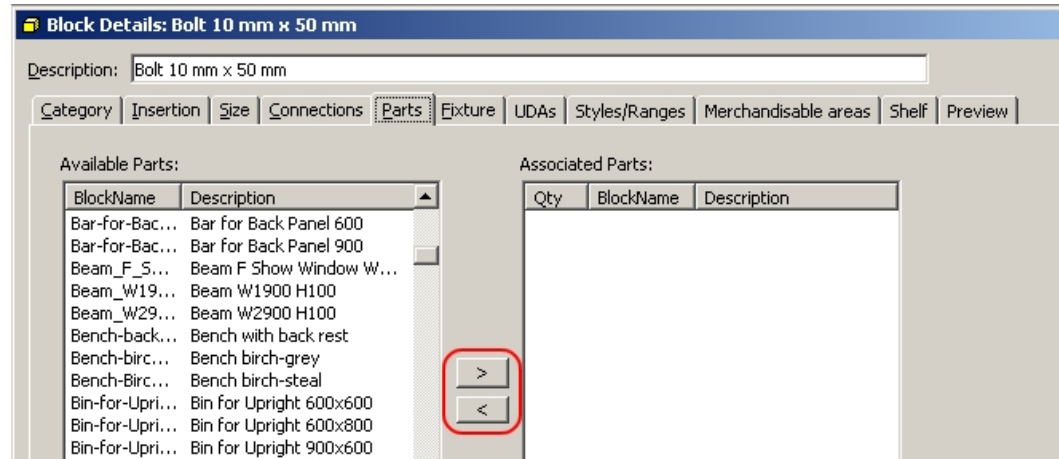 Block Details: Bolt 10 mm x 50 mm
Description: Bolt 10 mm x 50 mm
Category Insertion Size Connections Parts Fixture UDAs Styles/Ranges Merchandisable areas Shelf Preview
Available Parts: Associated Parts:
BlockName Description Qty BlockName Description
Bar-for-Bac... Bar for Back Panel 600
Bar-for-Bac... Bar for Back Panel 900
Beam_F_S... Beam F Show Window W...
Beam_W19... Beam W1900 H100
Beam_W29... Beam W2900 H100
Bench-back... Bench with back rest
Bench-birc... Bench birch-grey
Bench-Birc... Bench birch-steal
Bin-for-Upri... Bin for Upright 600x600
Bin-for-Upri... Bin for Upright 600x800
Bin-for-Upri... Bin for Upright 900x600
>
<